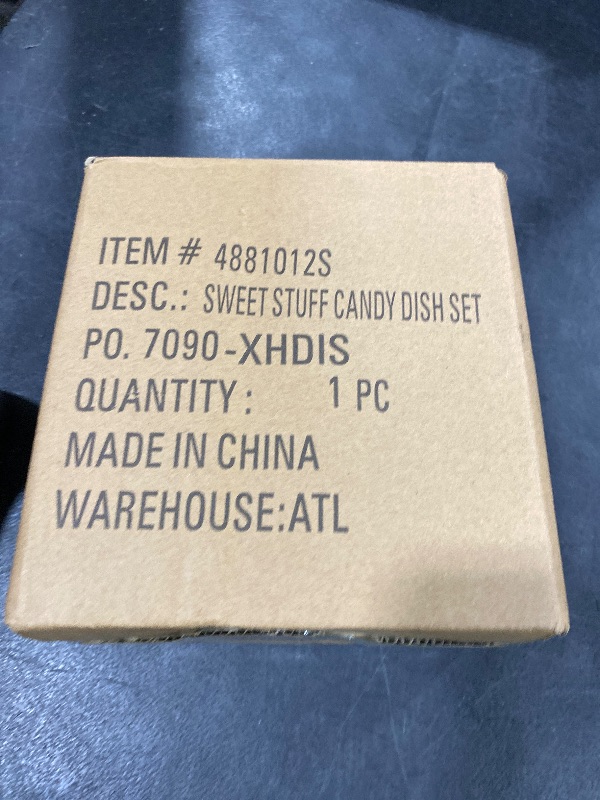 ITEM # 4881012S
DESC.: SWEET STUFF CANDY DISH SET
PO. 7090-XHDIS
QUANTITY: 1 PC
MADE IN CHINA
WAREHOUSE:ATL